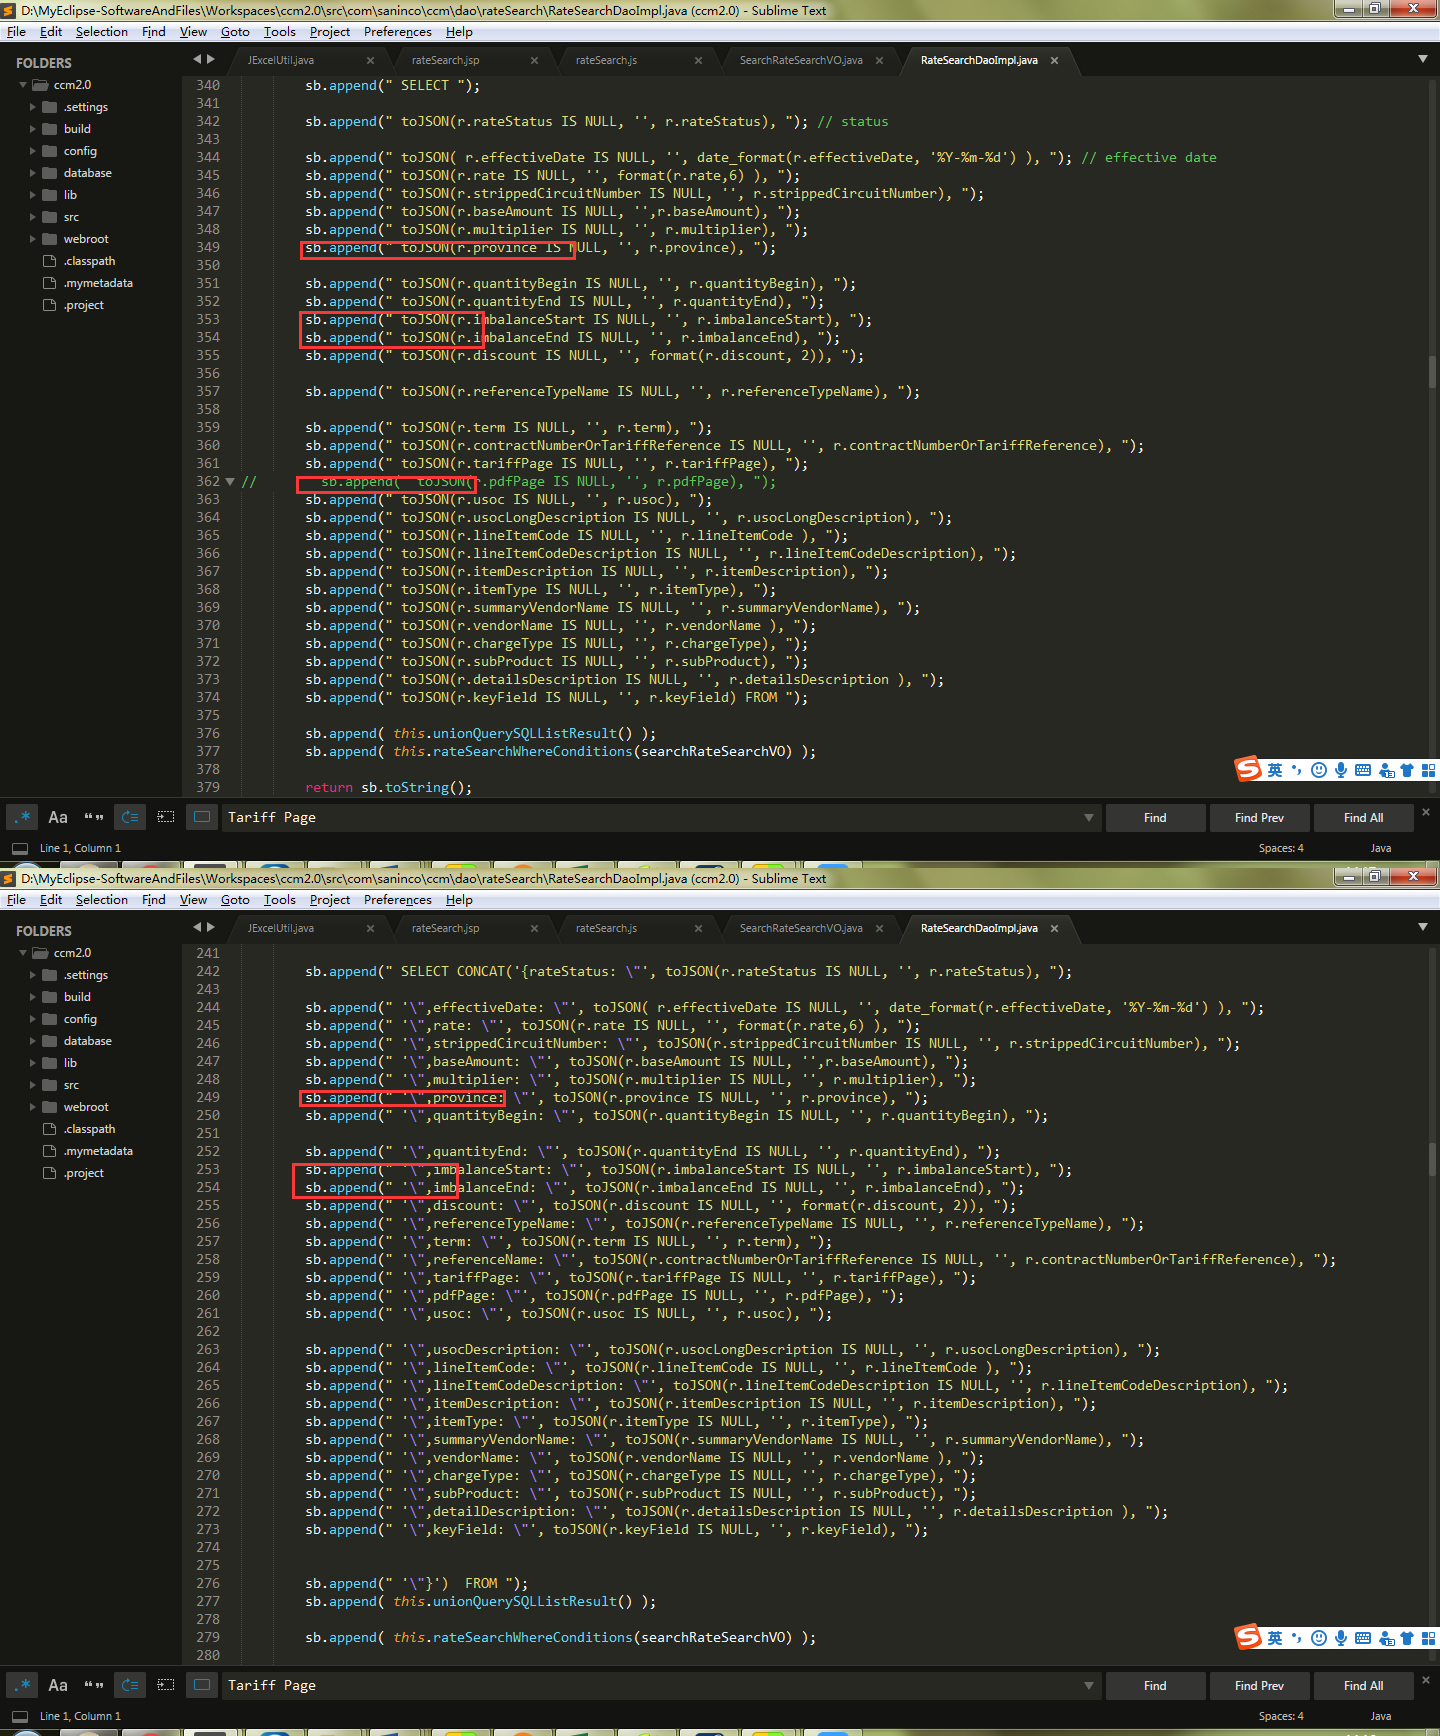 D:\MyEclipse-SoftwareAndFiles\Workspaces\ccm2.0\src\com\saninco\ccm\dao\rateSearch\RateSearchDaoImpl.java (ccm2.0) - Sublime Text
File Edit Selection Find View Goto Tools Project Preferences Help
FOLDERS
ccm2.0
.settings
build
config
database
lib
src
webroot
.classpath
.mymetadata
.project
JExcelUtil.java × rateSearch.jsp × rateSearch.js × SearchRateSearchVO.java × RateSearchDaoImpl.java ×
340 sb.append(" SELECT ");
341
342 sb.append(" toJSON(r.rateStatus IS NULL, '', r.rateStatus), "); // status
343
344 sb.append(" toJSON( r.effectiveDate IS NULL, '', date_format(r.effectiveDate, '%Y-%m-%d') ), "); // effective date
345 sb.append(" toJSON(r.rate IS NULL, '', format(r.rate,6) ), ");
346 sb.append(" toJSON(r.strippedCircuitNumber IS NULL, '', r.strippedCircuitNumber), ");
347 sb.append(" toJSON(r.baseAmount IS NULL, '',r.baseAmount), ");
348 sb.append(" toJSON(r.multiplier IS NULL, '', r.multiplier), ");
349 sb.append(" toJSON(r.province IS NULL, '', r.province), ");
350
351 sb.append(" toJSON(r.quantityBegin IS NULL, '', r.quantityBegin), ");
352 sb.append(" toJSON(r.quantityEnd IS NULL, '', r.quantityEnd), ");
353 sb.append(" toJSON(r.imbalanceStart IS NULL, '', r.imbalanceStart), ");
354 sb.append(" toJSON(r.imbalanceEnd IS NULL, '', r.imbalanceEnd), ");
355 sb.append(" toJSON(r.discount IS NULL, '', format(r.discount, 2)), ");
356
357 sb.append(" toJSON(r.referenceTypeName IS NULL, '', r.referenceTypeName), ");
358
359 sb.append(" toJSON(r.term IS NULL, '', r.term), ");
360 sb.append(" toJSON(r.contractNumberOrTariffReference IS NULL, '', r.contractNumberOrTariffReference), ");
361 sb.append(" toJSON(r.tariffPage IS NULL, '', r.tariffPage), ");
362 // sb.append(" toJSON(r.pdfPage IS NULL, '', r.pdfPage), ");
363 sb.append(" toJSON(r.usoc IS NULL, '', r.usoc), ");
364 sb.append(" toJSON(r.usocLongDescription IS NULL, '', r.usocLongDescription), ");
365 sb.append(" toJSON(r.lineItemCode IS NULL, '', r.lineItemCode ), ");
366 sb.append(" toJSON(r.lineItemCodeDescription IS NULL, '', r.lineItemCodeDescription), ");
367 sb.append(" toJSON(r.itemDescription IS NULL, '', r.itemDescription), ");
368 sb.append(" toJSON(r.itemType IS NULL, '', r.itemType), ");
369 sb.append(" toJSON(r.summaryVendorName IS NULL, '', r.summaryVendorName), ");
370 sb.append(" toJSON(r.vendorName IS NULL, '', r.vendorName ), ");
371 sb.append(" toJSON(r.chargeType IS NULL, '', r.chargeType), ");
372 sb.append(" toJSON(r.subProduct IS NULL, '', r.subProduct), ");
373 sb.append(" toJSON(r.detailsDescription IS NULL, '', r.detailsDescription ), ");
374 sb.append(" toJSON(r.keyField IS NULL, '', r.keyField) FROM ");
375
376 sb.append( this.unionQuerySQLListResult() );
377 sb.append( this.rateSearchWhereConditions(searchRateSearchVO) );
378
379 return sb.toString();
英
.* Aa “” Tariff Page Find Find Prev Find All ×
Line 1, Column 1 Spaces: 4 Java
D:\MyEclipse-SoftwareAndFiles\Workspaces\ccm2.0\src\com\saninco\ccm\dao\rateSearch\RateSearchDaoImpl.java (ccm2.0) - Sublime Text
File Edit Selection Find View Goto Tools Project Preferences Help
FOLDERS
ccm2.0
.settings
build
config
database
lib
src
webroot
.classpath
.mymetadata
.project
JExcelUtil.java × rateSearch.jsp × rateSearch.js × SearchRateSearchVO.java × RateSearchDaoImpl.java ×
241
242 sb.append(" SELECT CONCAT('{rateStatus: \"', toJSON(r.rateStatus IS NULL, '', r.rateStatus), ");
243
244 sb.append(" '\",effectiveDate: \"', toJSON( r.effectiveDate IS NULL, '', date_format(r.effectiveDate, '%Y-%m-%d') ), ");
245 sb.append(" '\",rate: \"', toJSON(r.rate IS NULL, '', format(r.rate,6) ), ");
246 sb.append(" '\",strippedCircuitNumber: \"', toJSON(r.strippedCircuitNumber IS NULL, '', r.strippedCircuitNumber), ");
247 sb.append(" '\",baseAmount: \"', toJSON(r.baseAmount IS NULL, '',r.baseAmount), ");
248 sb.append(" '\",multiplier: \"', toJSON(r.multiplier IS NULL, '', r.multiplier), ");
249 sb.append(" '\",province: \"', toJSON(r.province IS NULL, '', r.province), ");
250 sb.append(" '\",quantityBegin: \"', toJSON(r.quantityBegin IS NULL, '', r.quantityBegin), ");
251
252 sb.append(" '\",quantityEnd: \"', toJSON(r.quantityEnd IS NULL, '', r.quantityEnd), ");
253 sb.append(" '\",imbalanceStart: \"', toJSON(r.imbalanceStart IS NULL, '', r.imbalanceStart), ");
254 sb.append(" '\",imbalanceEnd: \"', toJSON(r.imbalanceEnd IS NULL, '', r.imbalanceEnd), ");
255 sb.append(" '\",discount: \"', toJSON(r.discount IS NULL, '', format(r.discount, 2)), ");
256 sb.append(" '\",referenceTypeName: \"', toJSON(r.referenceTypeName IS NULL, '', r.referenceTypeName), ");
257 sb.append(" '\",term: \"', toJSON(r.term IS NULL, '', r.term), ");
258 sb.append(" '\",referenceName: \"', toJSON(r.contractNumberOrTariffReference IS NULL, '', r.contractNumberOrTariffReference), ");
259 sb.append(" '\",tariffPage: \"', toJSON(r.tariffPage IS NULL, '', r.tariffPage), ");
260 sb.append(" '\",pdfPage: \"', toJSON(r.pdfPage IS NULL, '', r.pdfPage), ");
261 sb.append(" '\",usoc: \"', toJSON(r.usoc IS NULL, '', r.usoc), ");
262
263 sb.append(" '\",usocDescription: \"', toJSON(r.usocLongDescription IS NULL, '', r.usocLongDescription), ");
264 sb.append(" '\",lineItemCode: \"', toJSON(r.lineItemCode IS NULL, '', r.lineItemCode ), ");
265 sb.append(" '\",lineItemCodeDescription: \"', toJSON(r.lineItemCodeDescription IS NULL, '', r.lineItemCodeDescription), ");
266 sb.append(" '\",itemDescription: \"', toJSON(r.itemDescription IS NULL, '', r.itemDescription), ");
267 sb.append(" '\",itemType: \"', toJSON(r.itemType IS NULL, '', r.itemType), ");
268 sb.append(" '\",summaryVendorName: \"', toJSON(r.summaryVendorName IS NULL, '', r.summaryVendorName), ");
269 sb.append(" '\",vendorName: \"', toJSON(r.vendorName IS NULL, '', r.vendorName ), ");
270 sb.append(" '\",chargeType: \"', toJSON(r.chargeType IS NULL, '', r.chargeType), ");
271 sb.append(" '\",subProduct: \"', toJSON(r.subProduct IS NULL, '', r.subProduct), ");
272 sb.append(" '\",detailDescription: \"', toJSON(r.detailsDescription IS NULL, '', r.detailsDescription ), ");
273 sb.append(" '\",keyField: \"', toJSON(r.keyField IS NULL, '', r.keyField), ");
274
275
276 sb.append(" '\"}')  FROM ");
277 sb.append( this.unionQuerySQLListResult() );
278
279 sb.append( this.rateSearchWhereConditions(searchRateSearchVO) );
280
英
.* Aa “” Tariff Page Find Find Prev Find All ×
Line 1, Column 1 Spaces: 4 Java